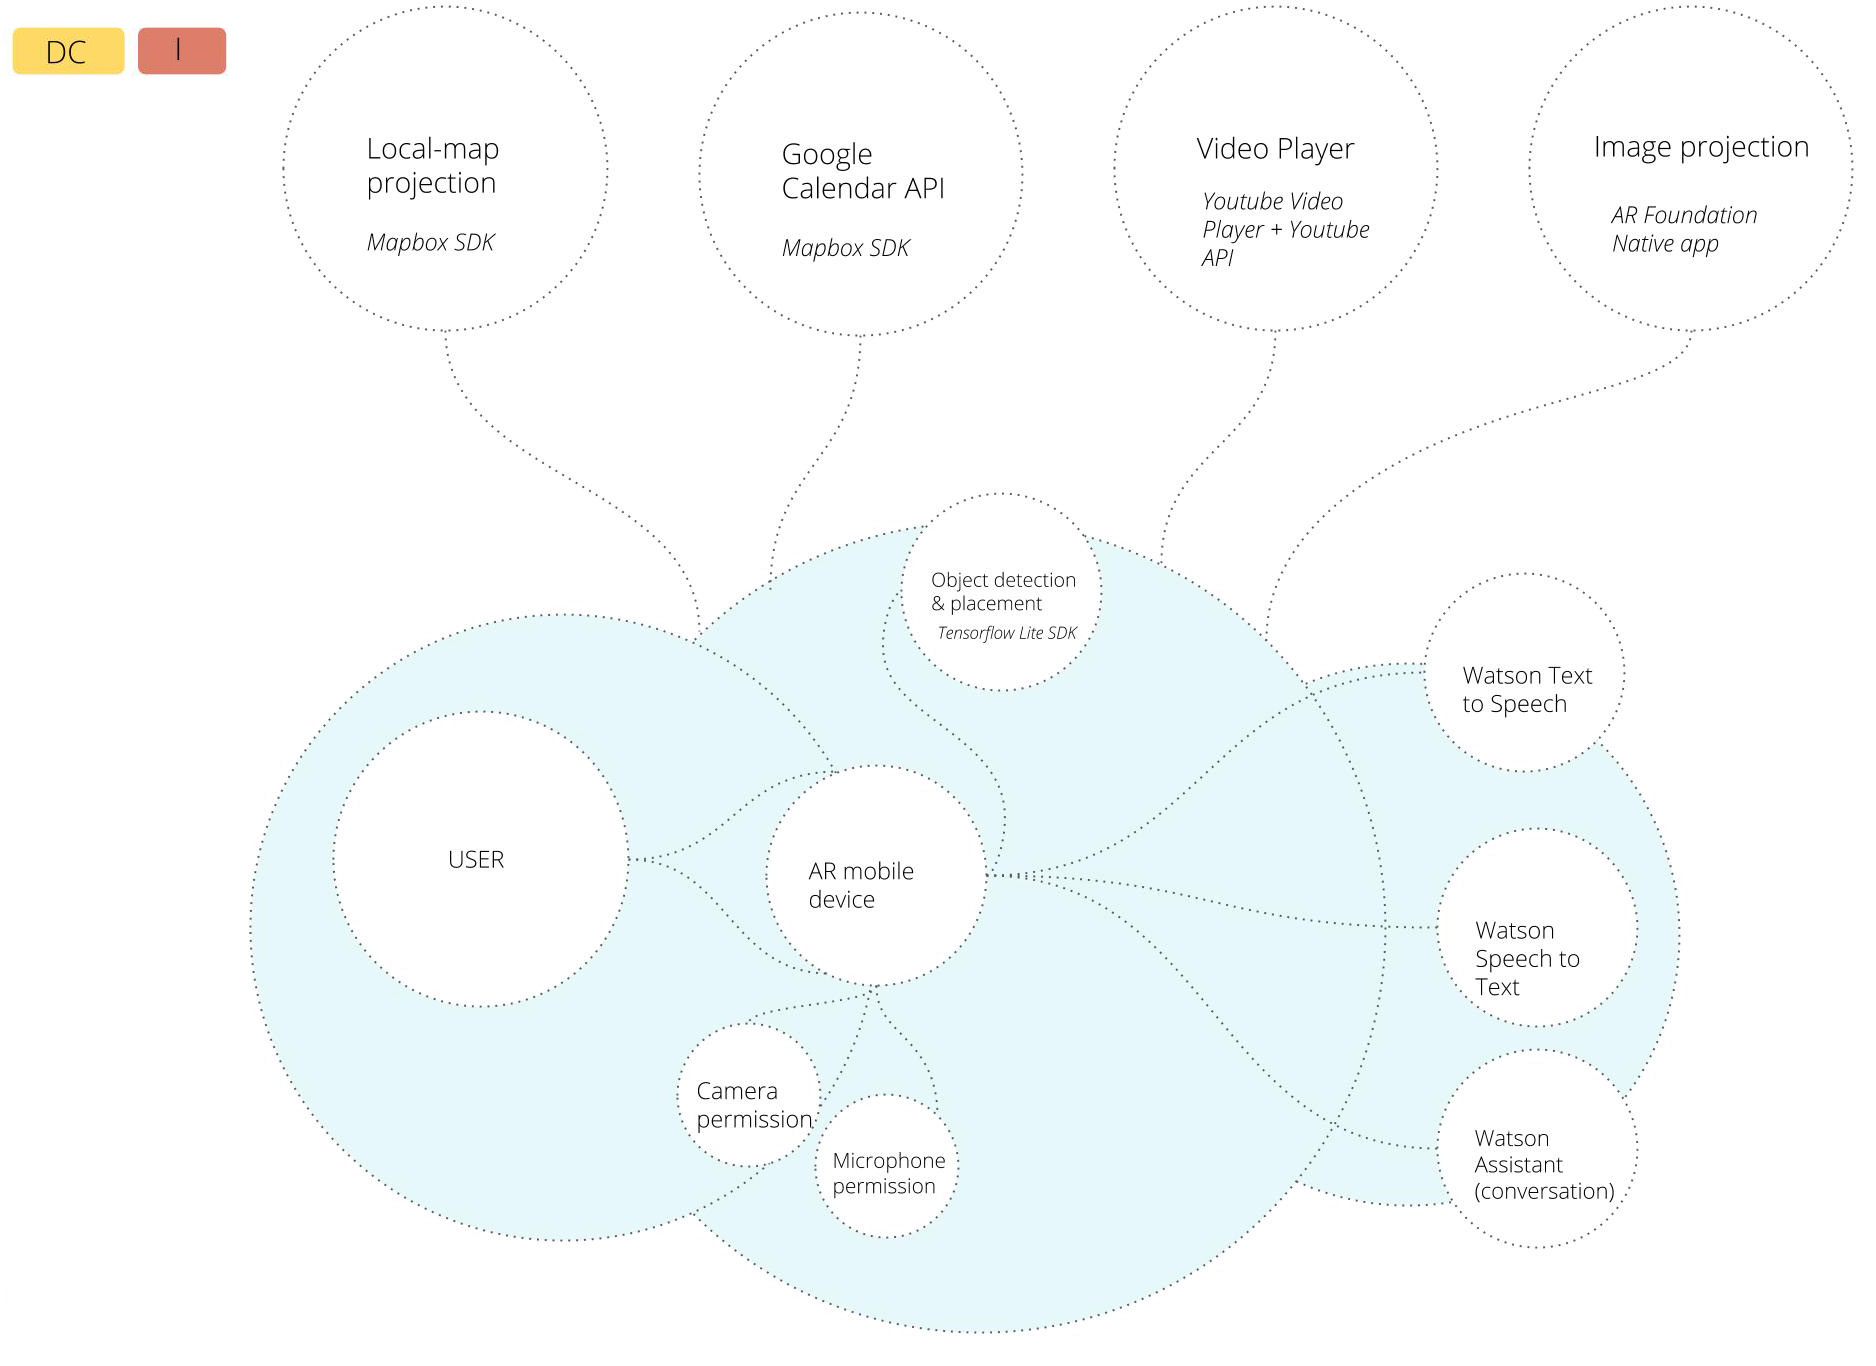 DC
I
Local-map
projection
Mapbox SDK
Google
Calendar API
Mapbox SDK
Video Player
Youtube Video
Player + Youtube
API
Image projection
AR Foundation
Native app
Object detection
& placement
Tensorflow Lite SDK
Watson Text
to Speech
USER
AR mobile
device
Watson
Speech to
Text
Camera
permission
Microphone
permission
Watson
Assistant
(conversation)